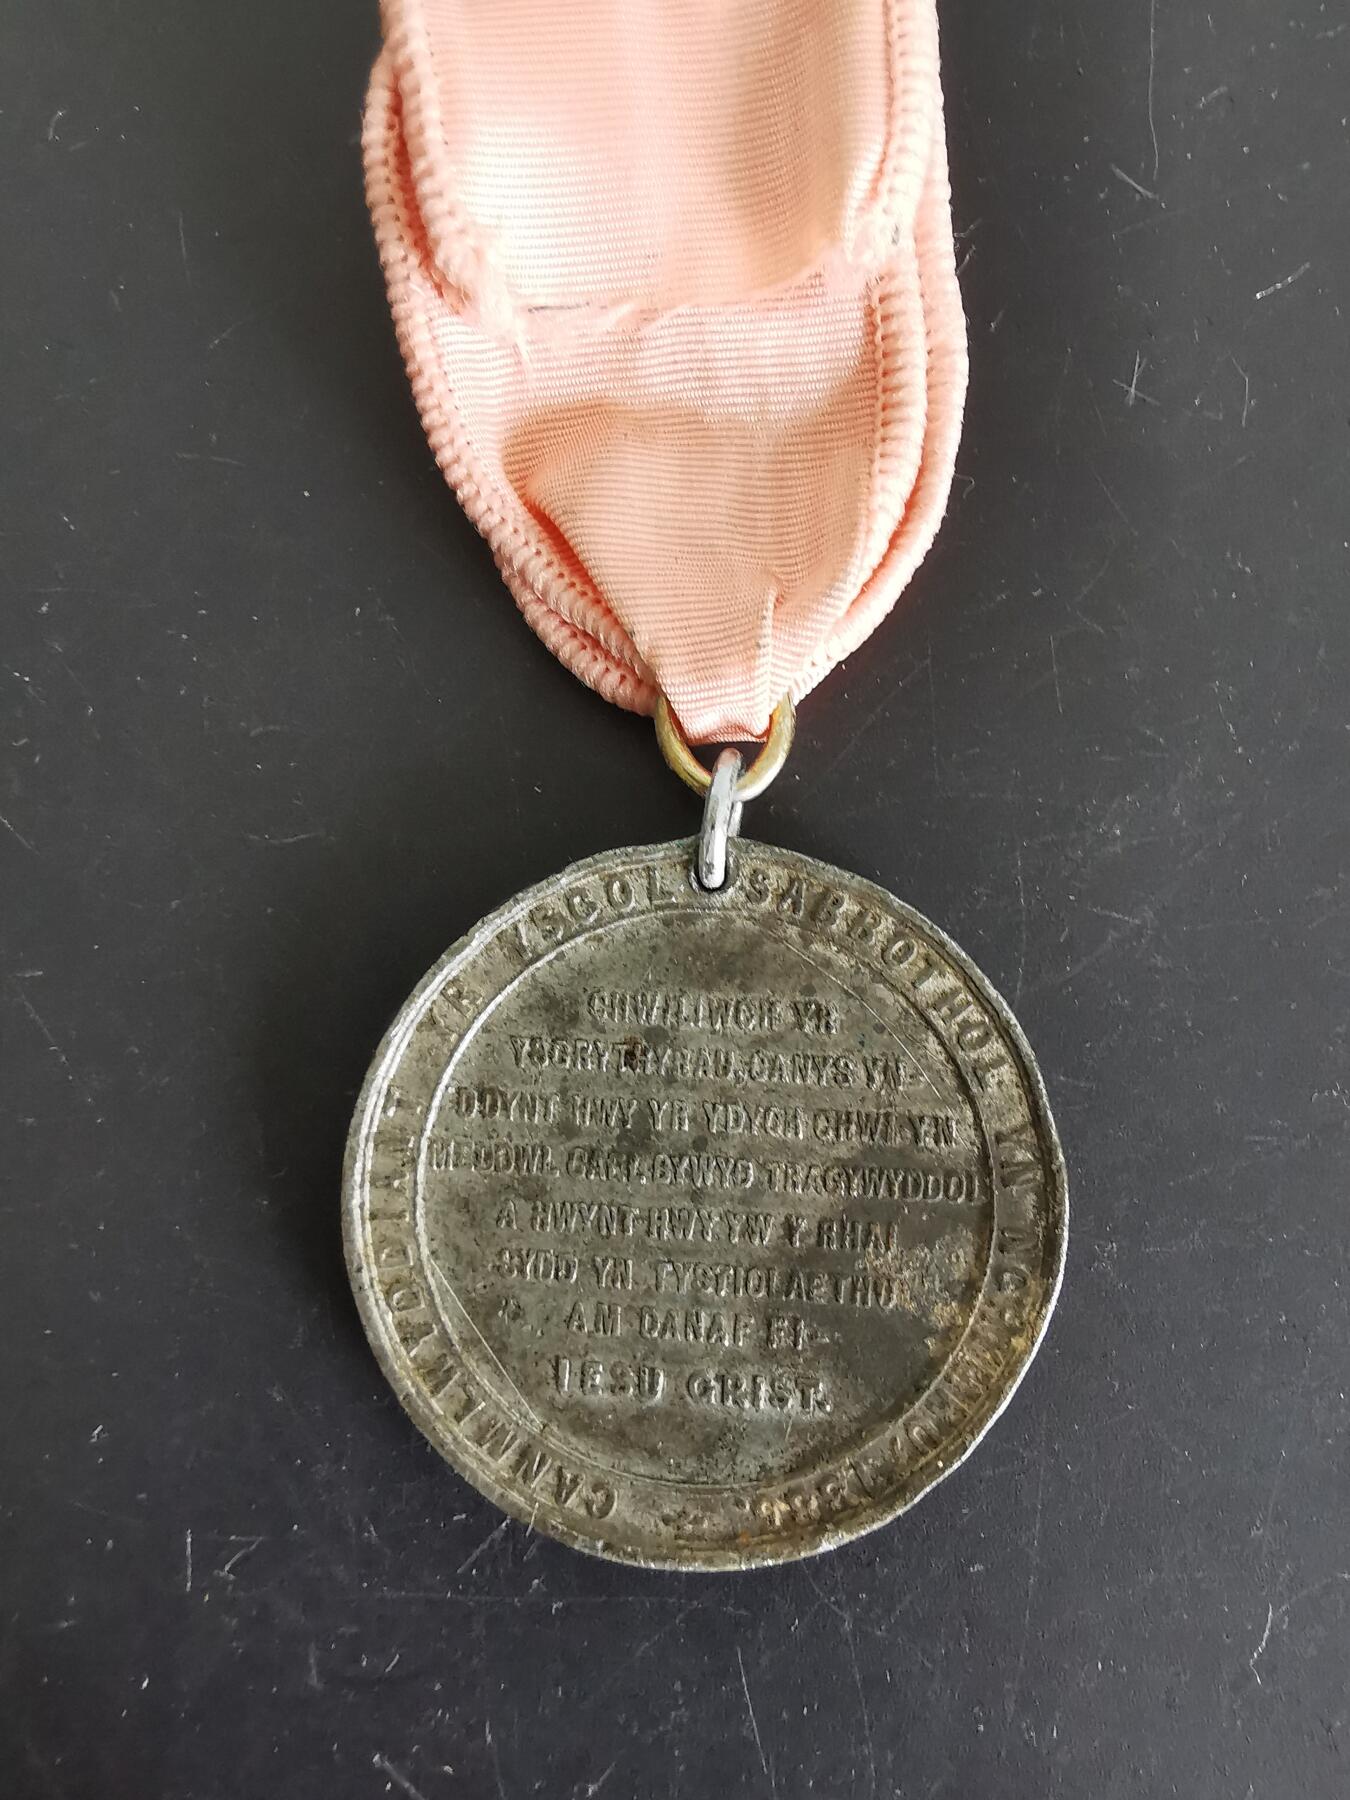 CANMLWYDDIANT YR YSCOL SABBOTHOL YN NGHYMRU, 1885.
CHWILIWCH YR
YSGRYTHYRAU, CANYS YN-
DDYNT HWY YR YDYCH CHWI YN
MEDDWL CAEL BYWYD TRAGYWYDDOL
A HWYNT-HWY YW Y RHAI
SYDD YN TYSTIOLAETHU
AM DANAF FI-
IESU GRIST.